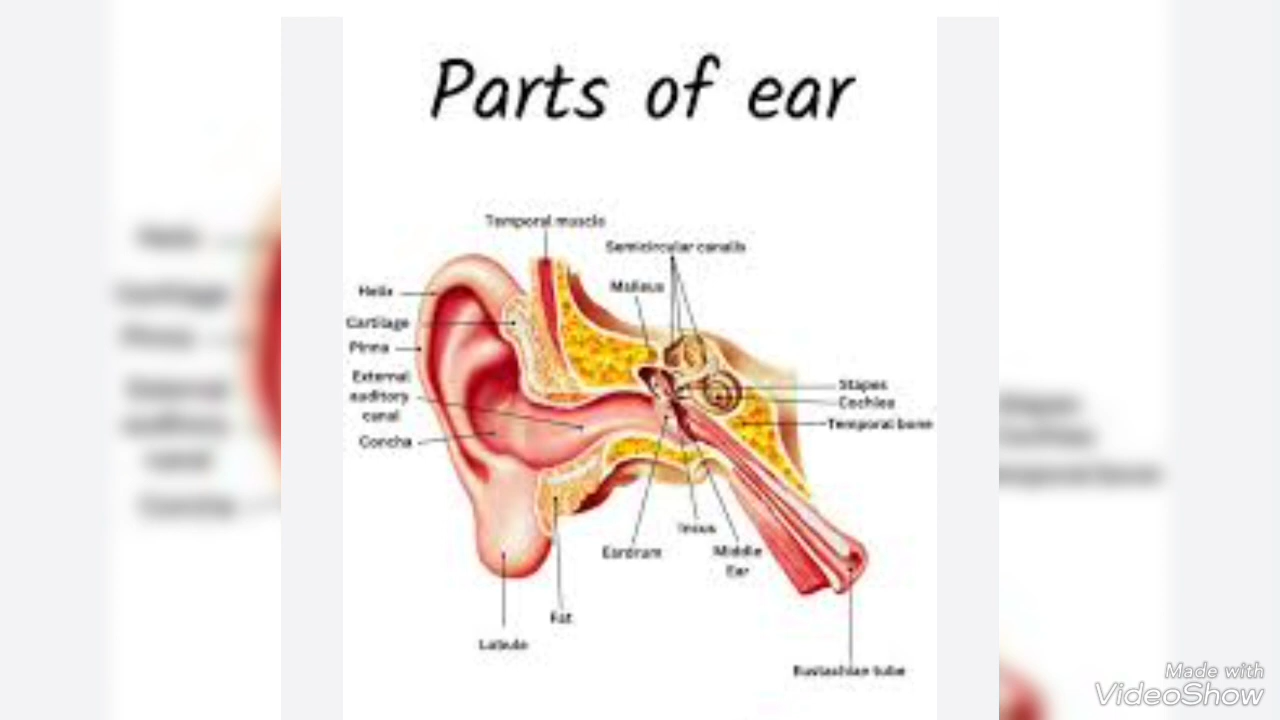 Parts of ear
Temporal muscle
Semicircular canalls
Malleus
Helix
Cartilage
Pinna
External
auditory
canal
Concha
Stapes
Cochlea
Temporal bone
Incus
Eardrum
Middle
Ear
Fat
Lobule
Eustachian tube
Made with
VideoShow